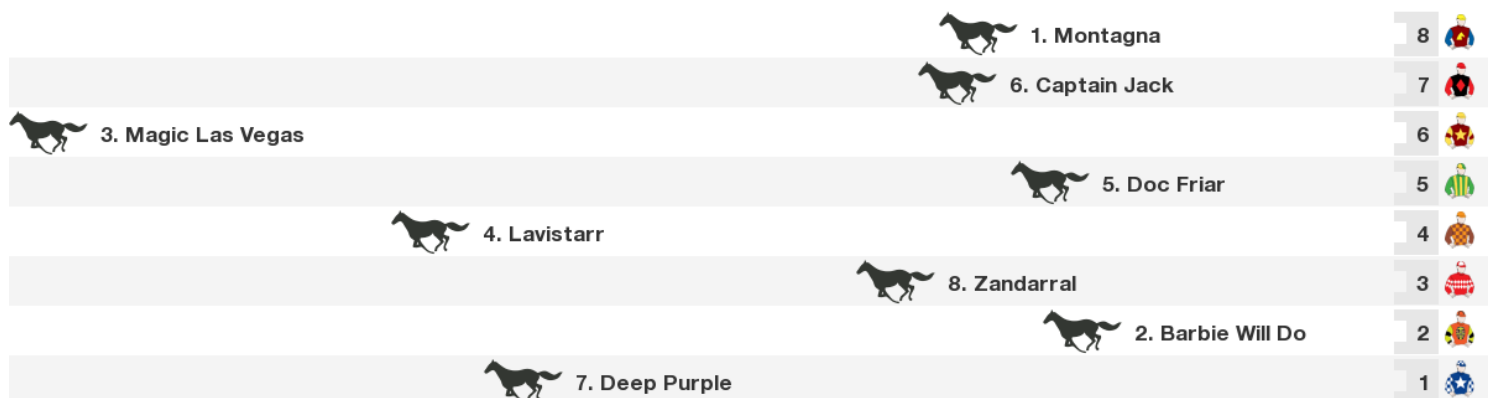 1. Montagna 8
6. Captain Jack 7
3. Magic Las Vegas 6
5. Doc Friar 5
4. Lavistarr 4
8. Zandarral 3
2. Barbie Will Do 2
7. Deep Purple 1